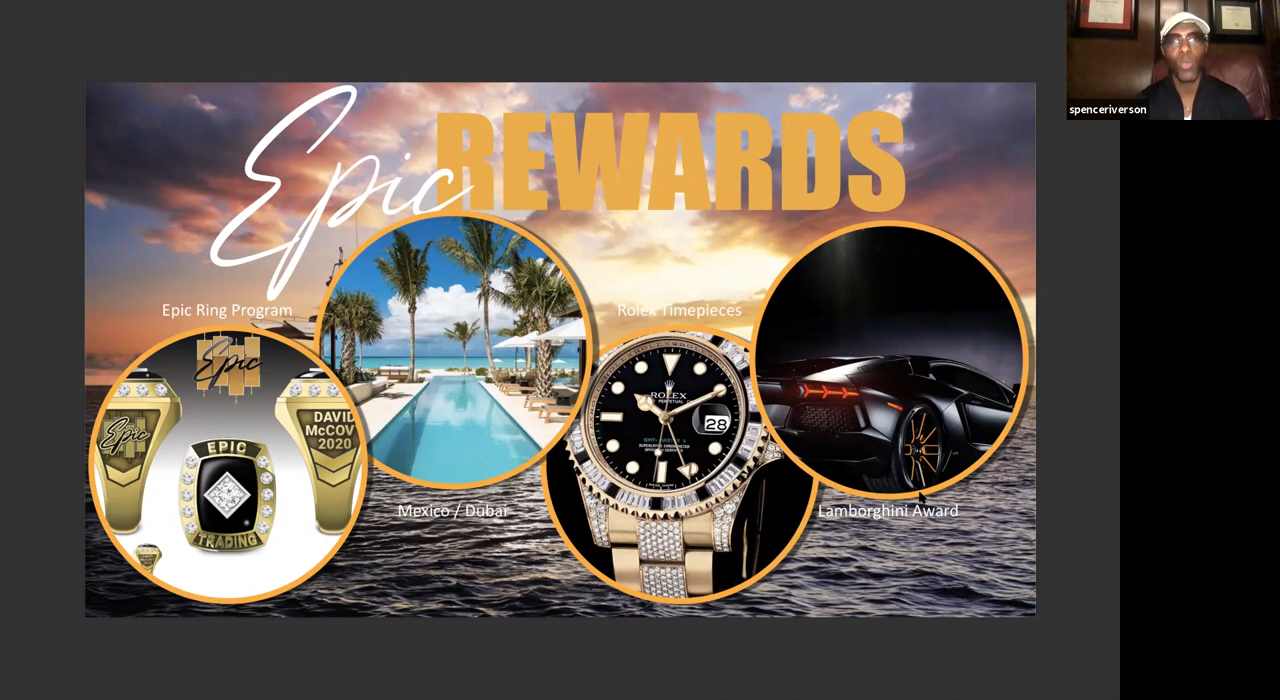 spenceriverson
Epic REWARDS
Epic Ring Program
Rolex Timepieces
Epic
Epic
DAVID
McCOY
2020
EPIC
TRADING
ROLEX
28
Mexico / Dubai
Lamborghini Award